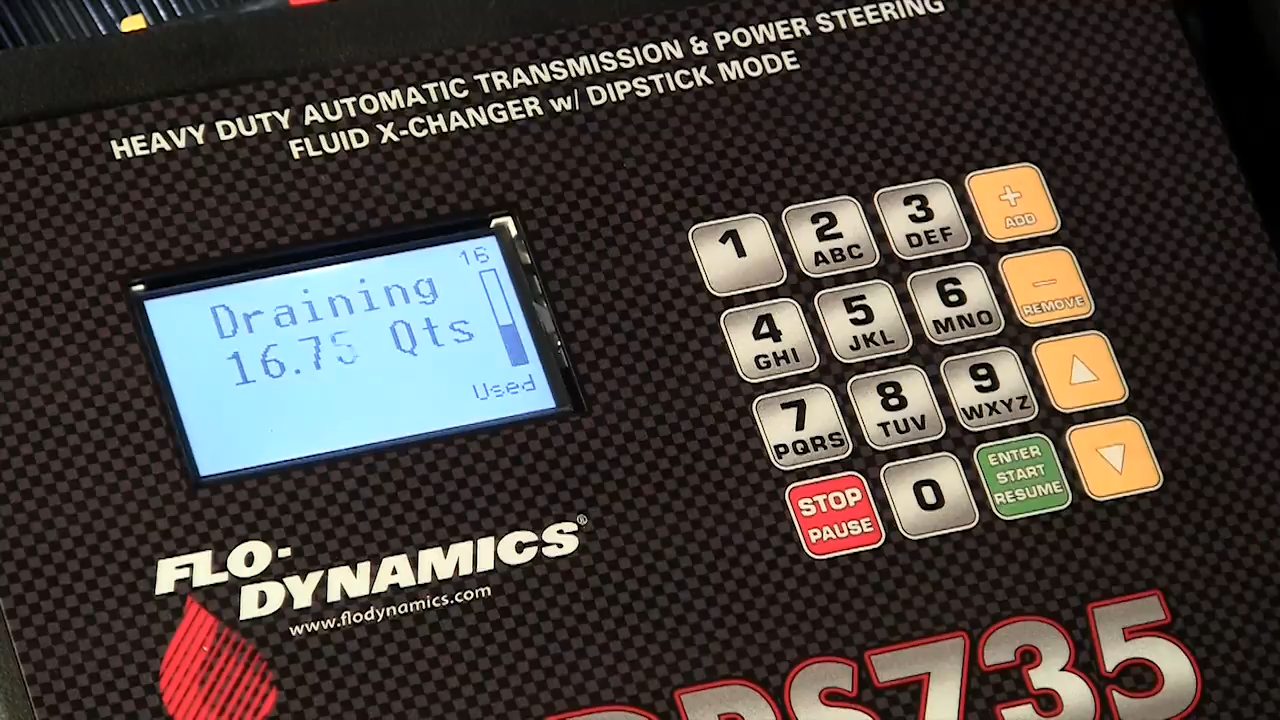 HEAVY DUTY AUTOMATIC TRANSMISSION & POWER STEERING
FLUID X-CHANGER w/ DIPSTICK MODE
16
Draining
16.75 Qts
Used
1
2
ABC
3
DEF
+
ADD
4
GHI
5
JKL
6
MNO
−
REMOVE
7
PQRS
8
TUV
9
WXYZ
STOP
PAUSE
0
ENTER
START
RESUME
FLO-
DYNAMICS®
www.flodynamics.com
PS735